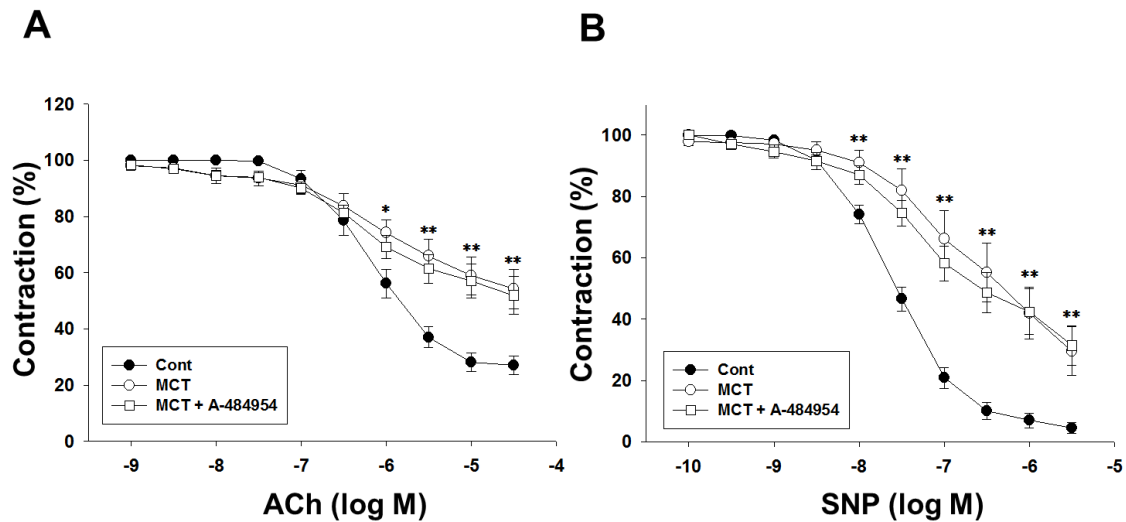 A
120
100
80
60
40
20
0
Contraction (%)
* ** ** **
Cont
MCT
MCT + A-484954
-9 -8 -7 -6 -5 -4
ACh (log M)
B
100
80
60
40
20
0
Contraction (%)
** ** ** ** ** **
Cont
MCT
MCT + A-484954
-10 -9 -8 -7 -6 -5
SNP (log M)